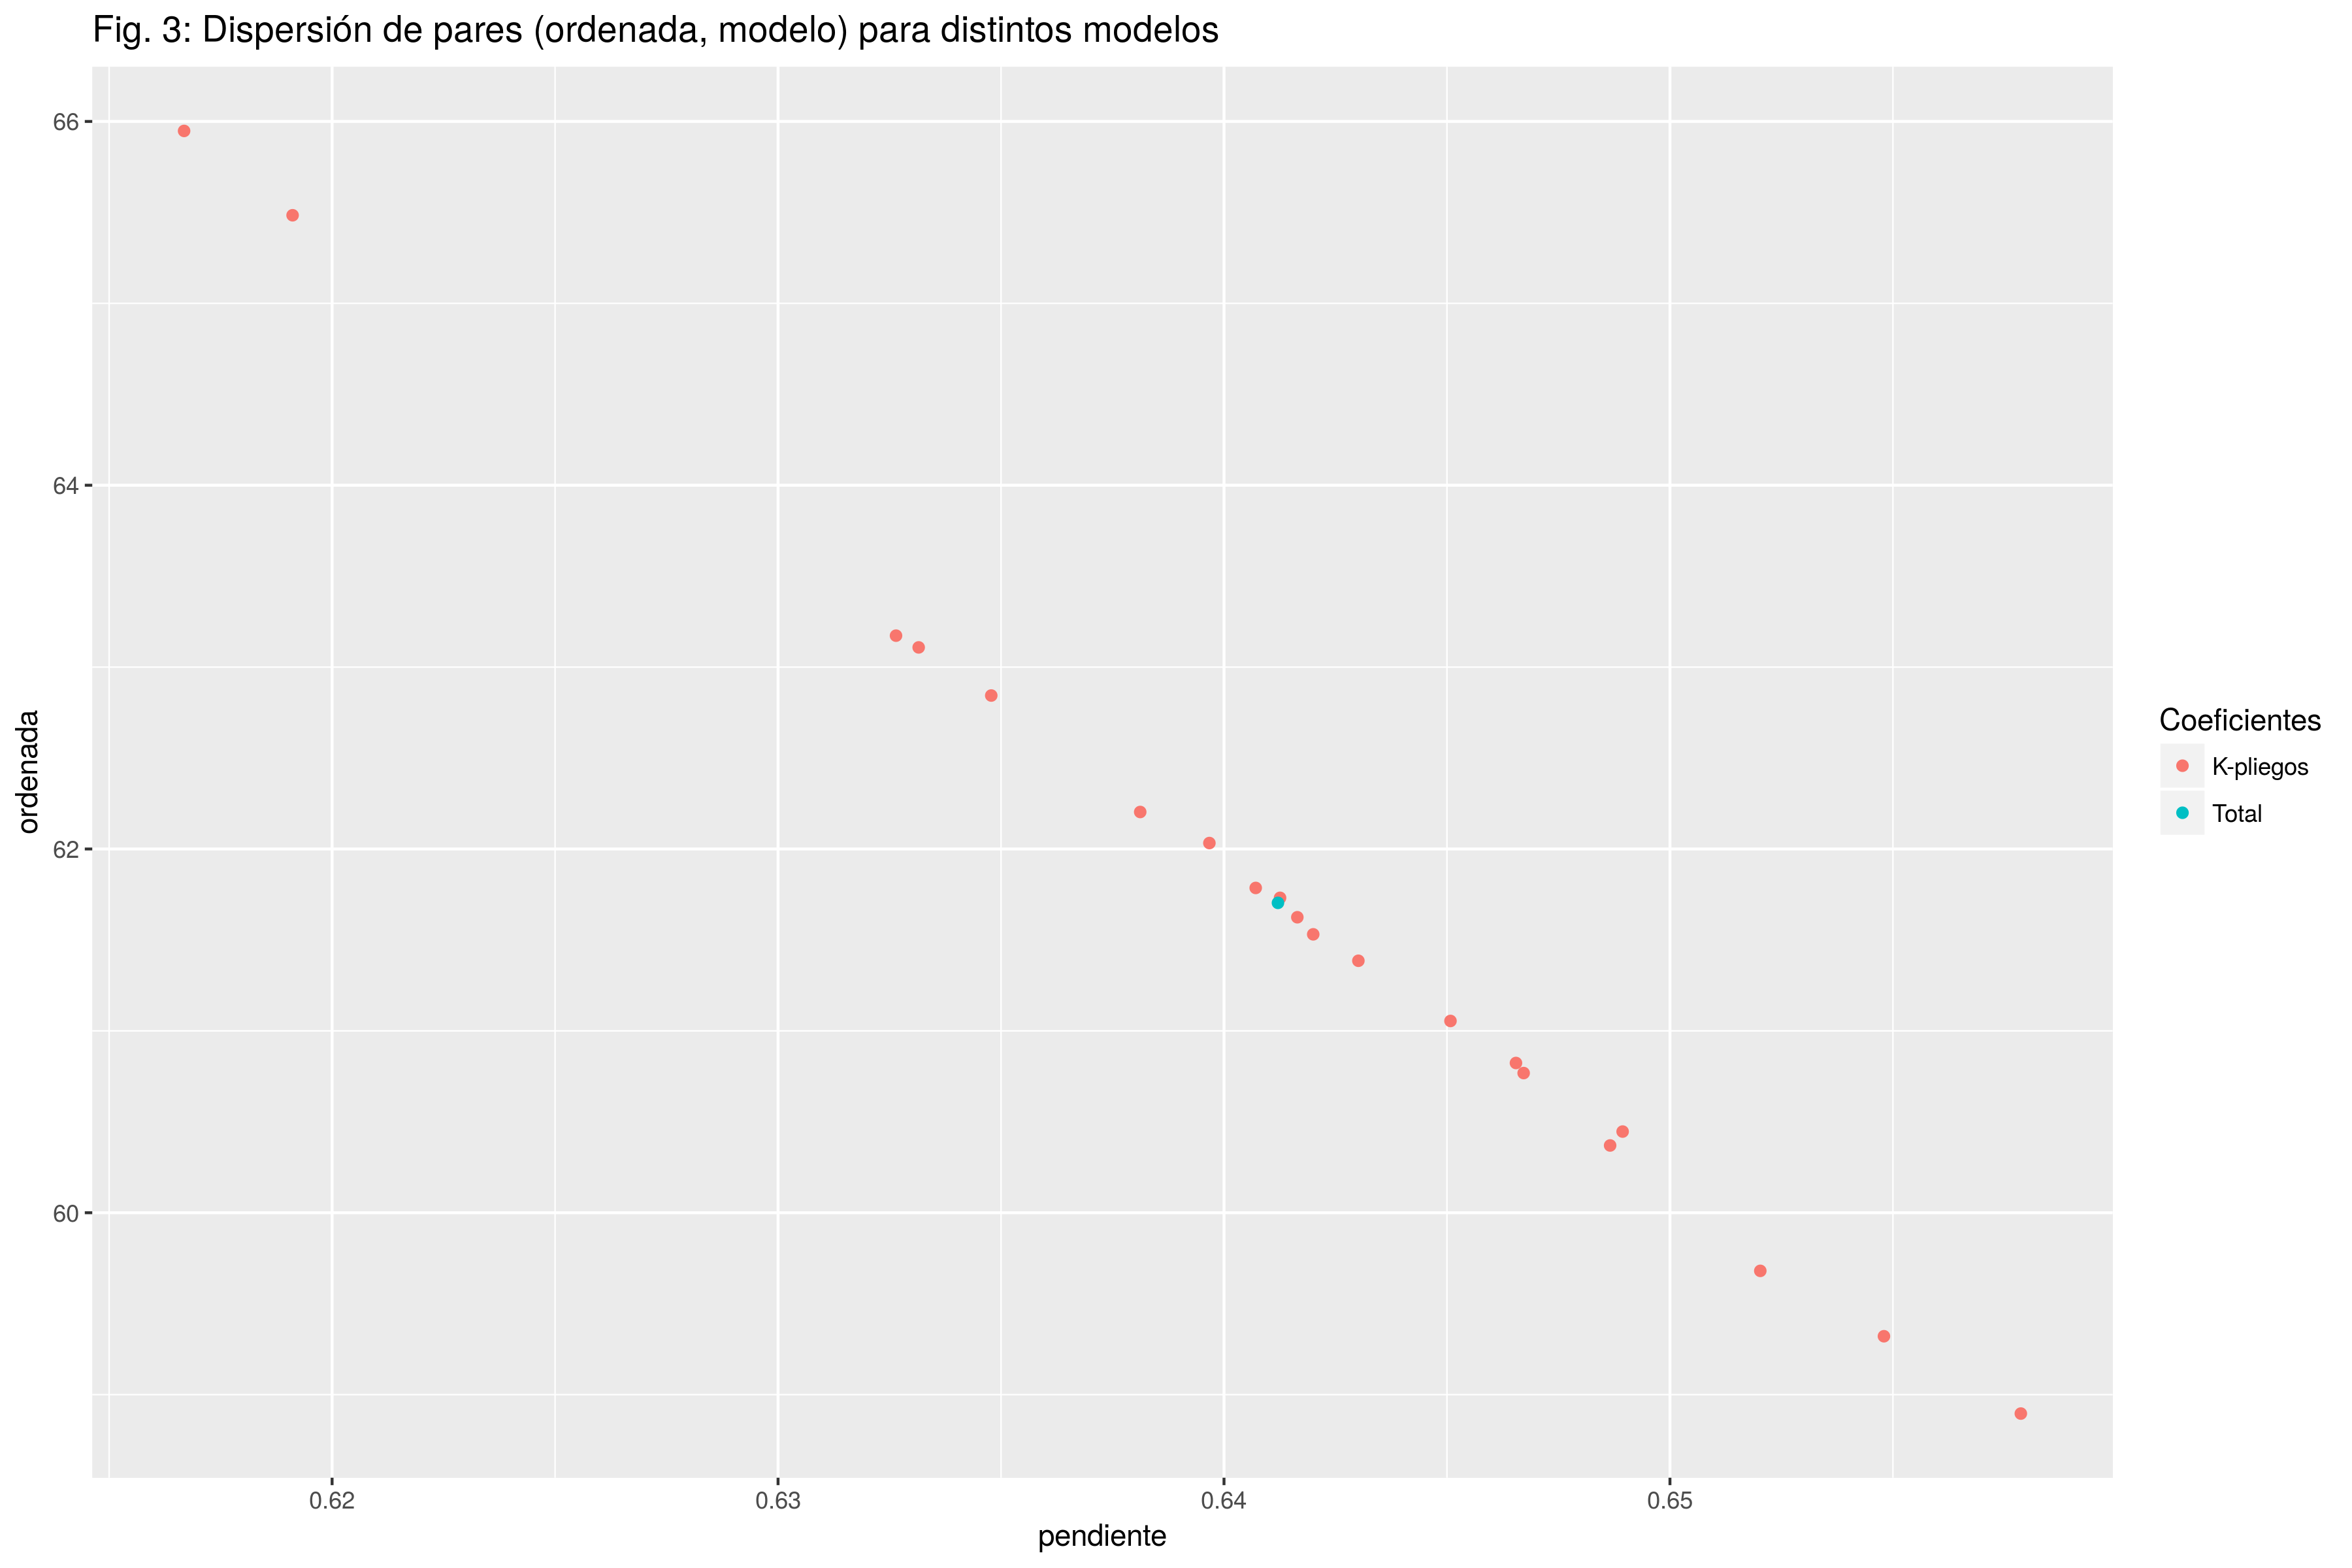 Fig. 3: Dispersión de pares (ordenada, modelo) para distintos modelos
66
64
62
60
ordenada
0.62
0.63
0.64
0.65
pendiente
Coeficientes
K-pliegos
Total